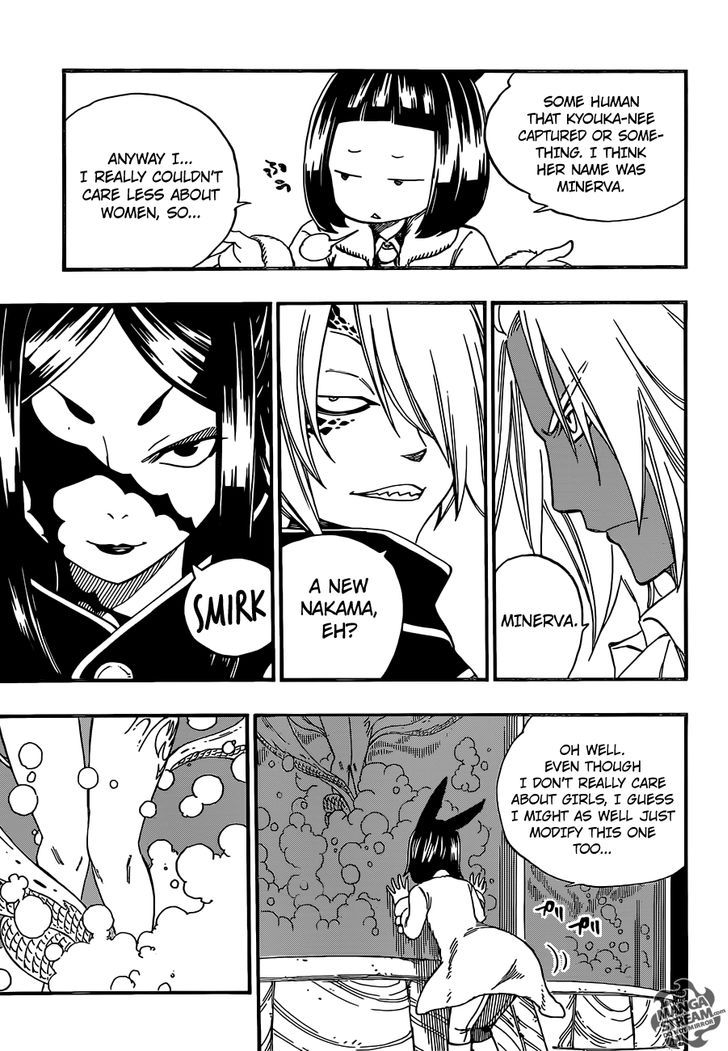 SOME HUMAN
THAT KYOUKA-NEE
CAPTURED OR SOME-
THING. I THINK
HER NAME WAS
MINERVA.
ANYWAY I...
I REALLY COULDN'T
CARE LESS ABOUT
WOMEN, SO...
MINERVA.
A NEW
NAKAMA,
EH?
SMIRK
OH WELL.
EVEN THOUGH
I DON'T REALLY CARE
ABOUT GIRLS, I GUESS
I MIGHT AS WELL JUST
MODIFY THIS ONE
TOO...
MANGA
STREAM.com